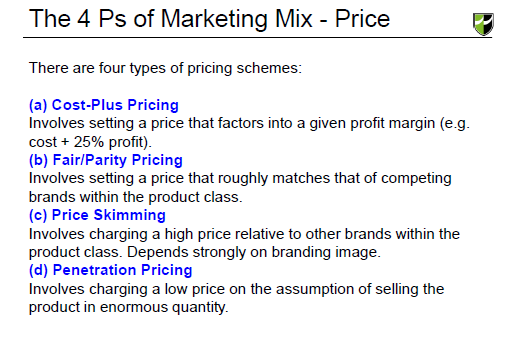 The 4 Ps of Marketing Mix - Price
There are four types of pricing schemes:
(a) Cost-Plus Pricing
Involves setting a price that factors into a given profit margin (e.g.
cost + 25% profit).
(b) Fair/Parity Pricing
Involves setting a price that roughly matches that of competing
brands within the product class.
(c) Price Skimming
Involves charging a high price relative to other brands within the
product class. Depends strongly on branding image.
(d) Penetration Pricing
Involves charging a low price on the assumption of selling the
product in enormous quantity.